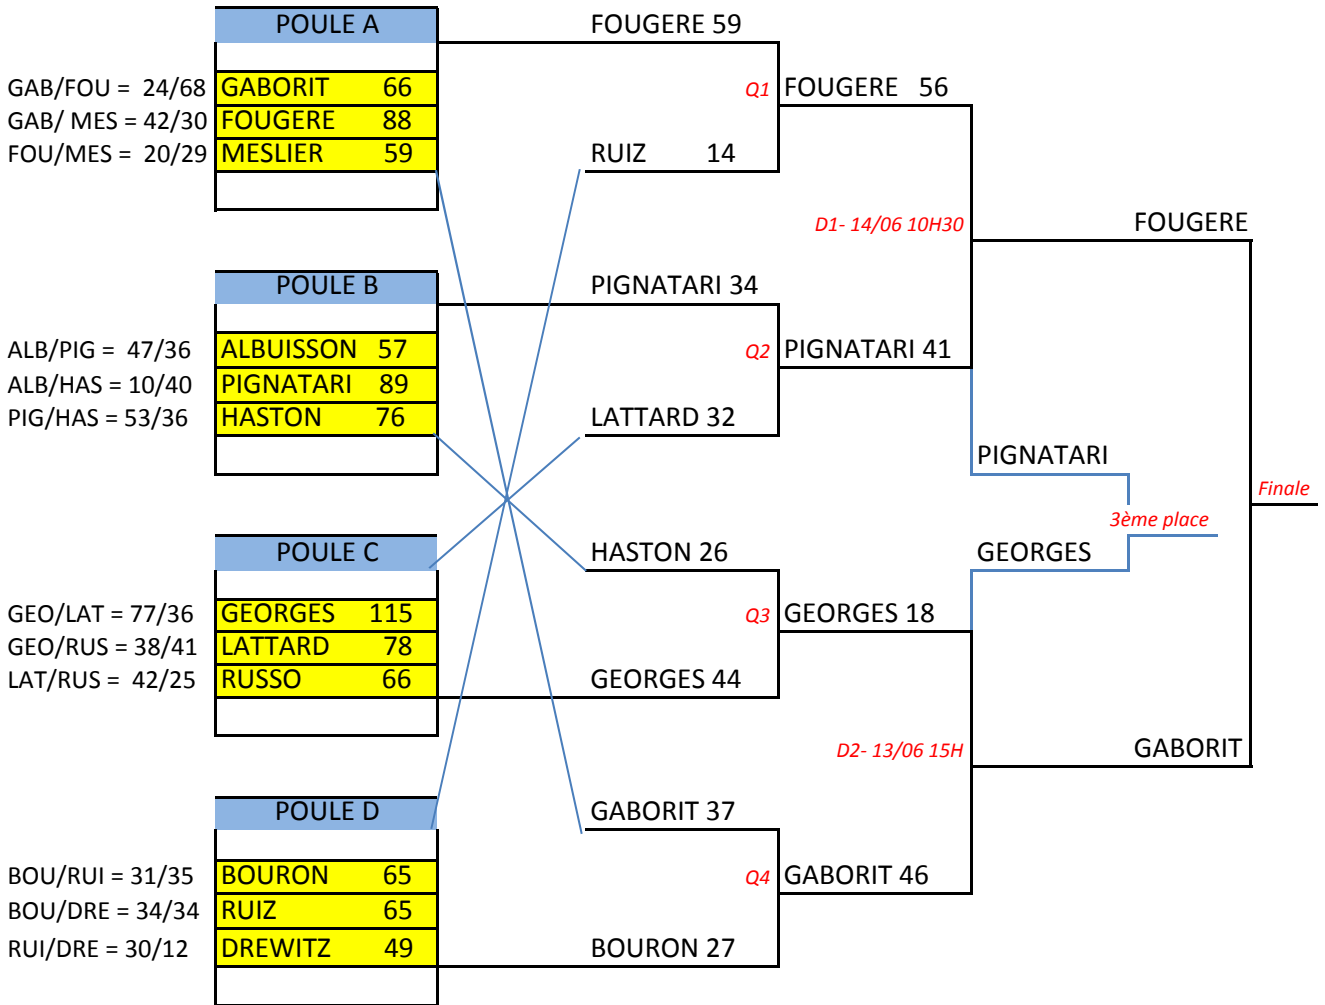 POULE A
FOUGERE 59
GAB/FOU = 24/68 GABORIT 66
Q1 FOUGERE 56
GAB/ MES = 42/30 FOUGERE 88
FOU/MES = 20/29 MESLIER 59
RUIZ 14
D1- 14/06 10H30
FOUGERE
POULE B
PIGNATARI 34
ALB/PIG = 47/36 ALBUISSON 57
Q2 PIGNATARI 41
ALB/HAS = 10/40 PIGNATARI 89
PIG/HAS = 53/36 HASTON 76
LATTARD 32
PIGNATARI
Finale
3ème place
POULE C
HASTON 26
GEORGES
GEO/LAT = 77/36 GEORGES 115
Q3 GEORGES 18
GEO/RUS = 38/41 LATTARD 78
LAT/RUS = 42/25 RUSSO 66
GEORGES 44
D2- 13/06 15H
GABORIT
POULE D
GABORIT 37
BOU/RUI = 31/35 BOURON 65
Q4 GABORIT 46
BOU/DRE = 34/34 RUIZ 65
RUI/DRE = 30/12 DREWITZ 49
BOURON 27